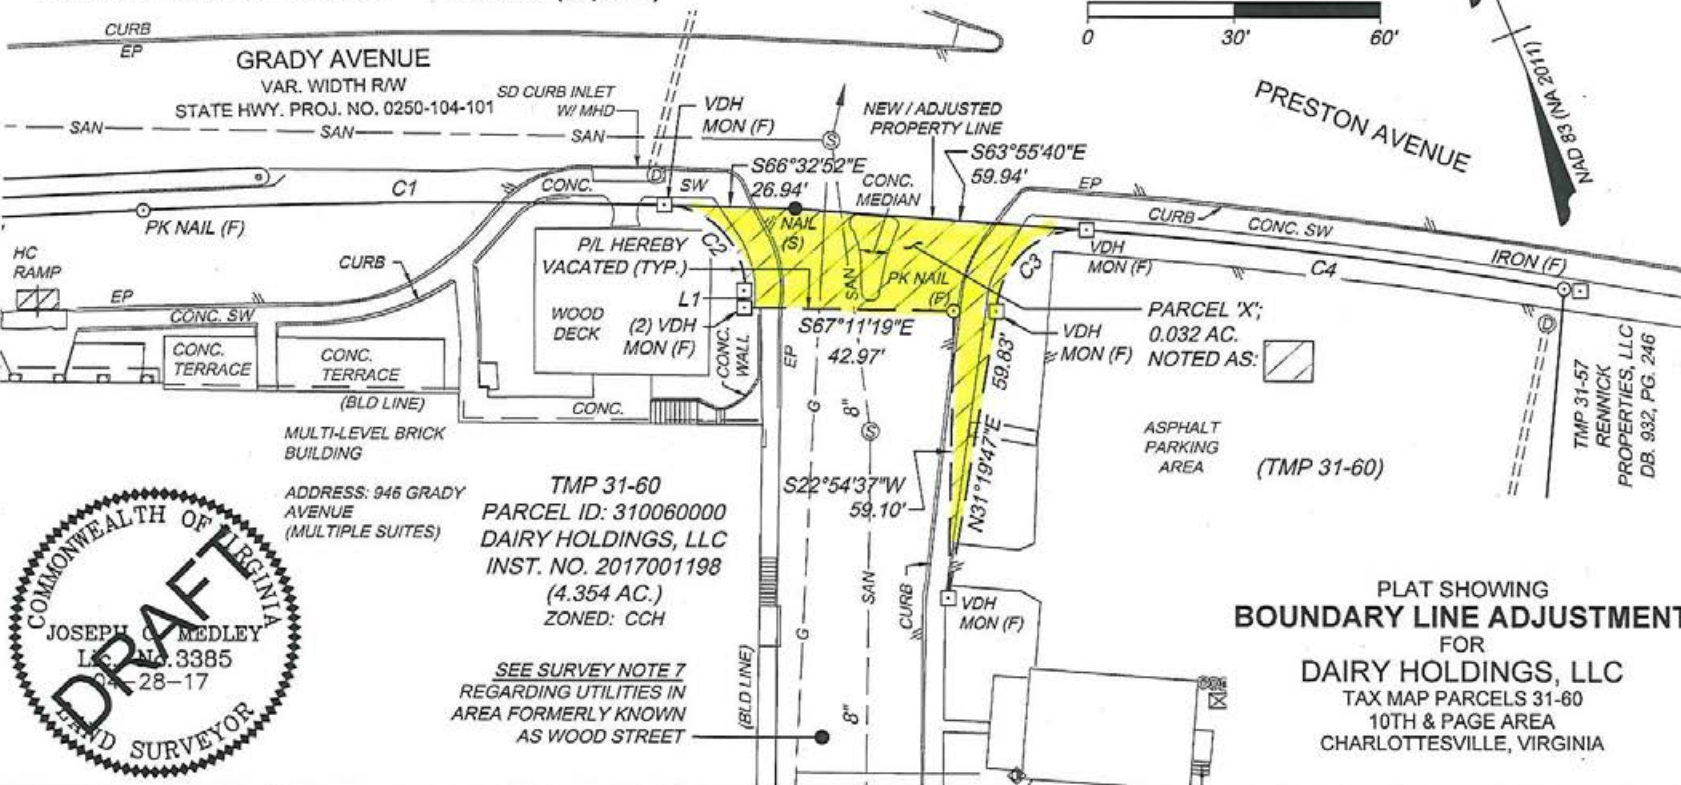 CURB
EP
GRADY AVENUE
VAR. WIDTH R/W
STATE HWY. PROJ. NO. 0250-104-101
SD CURB INLET
W/ MHD
VDH
MON (F)
NEW / ADJUSTED
PROPERTY LINE
0 30' 60'
NAD 83 (NA 2011)
PRESTON AVENUE
SAN
SAN
SAN
S
S66°32'52"E
26.94'
CONC.
MEDIAN
S63°55'40"E
59.94'
D
C1
CONC.
SW
EP
CURB
CONC. SW
PK NAIL (F)
NAIL
(S)
C2
P/L HEREBY
VACATED (TYP.)
SAN
PK NAIL
(F)
C3
VDH
MON (F)
C4
IRON (F)
HC
RAMP
CURB
EP
CONC. SW
L1
WOOD
DECK
(2) VDH
MON (F)
CONC.
WALL
EP
S67°11'19"E
42.97'
VDH
MON (F)
PARCEL 'X';
0.032 AC.
NOTED AS:
D
TMP 31-57
RENNICK
PROPERTIES, LLC
DB. 932, PG. 246
CONC.
TERRACE
CONC.
TERRACE
(BLD LINE)
CONC.
G
8"
S
59.83'
N31°19'47"E
MULTI-LEVEL BRICK
BUILDING
ADDRESS: 946 GRADY
AVENUE
(MULTIPLE SUITES)
ASPHALT
PARKING
AREA
(TMP 31-60)
TMP 31-60
PARCEL ID: 310060000
DAIRY HOLDINGS, LLC
INST. NO. 2017001198
(4.354 AC.)
ZONED: CCH
S22°54'37"W
59.10'
SAN
CURB
VDH
MON (F)
G
COMMONWEALTH OF VIRGINIA
JOSEPH C. MEDLEY
Lic. No. 3385
04-28-17
LAND SURVEYOR
DRAFT
SEE SURVEY NOTE 7
REGARDING UTILITIES IN
AREA FORMERLY KNOWN
AS WOOD STREET
(BLD LINE)
8"
PLAT SHOWING
BOUNDARY LINE ADJUSTMENT
FOR
DAIRY HOLDINGS, LLC
TAX MAP PARCELS 31-60
10TH & PAGE AREA
CHARLOTTESVILLE, VIRGINIA